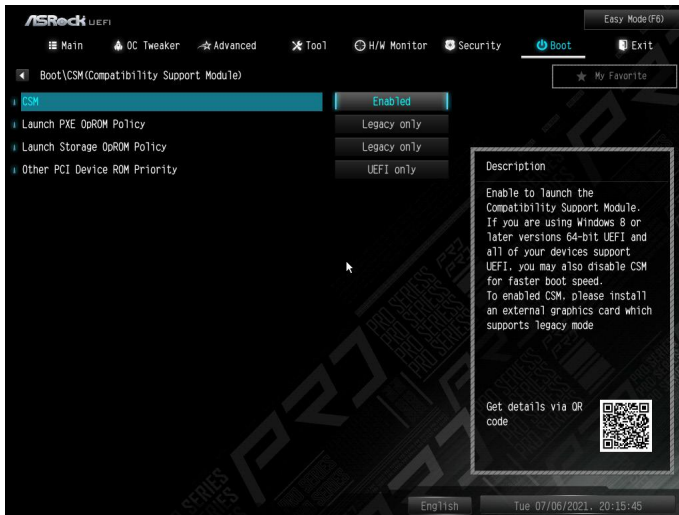 ASRock UEFI
Easy Mode(F6)
Main OC Tweaker Advanced Tool H/W Monitor Security Boot Exit
Boot\CSM(Compatibility Support Module)
My Favorite
CSM Enabled
Launch PXE OpROM Policy Legacy only
Launch Storage OpROM Policy Legacy only
Other PCI Device ROM Priority UEFI only
Description
Enable to launch the
Compatibility Support Module.
If you are using Windows 8 or
later versions 64-bit UEFI and
all of your devices support
UEFI, you may also disable CSM
for faster boot speed.
To enabled CSM, please install
an external graphics card which
supports legacy mode
Get details via QR
code
PRO SERIES
English
Tue 07/06/2021, 20:15:45